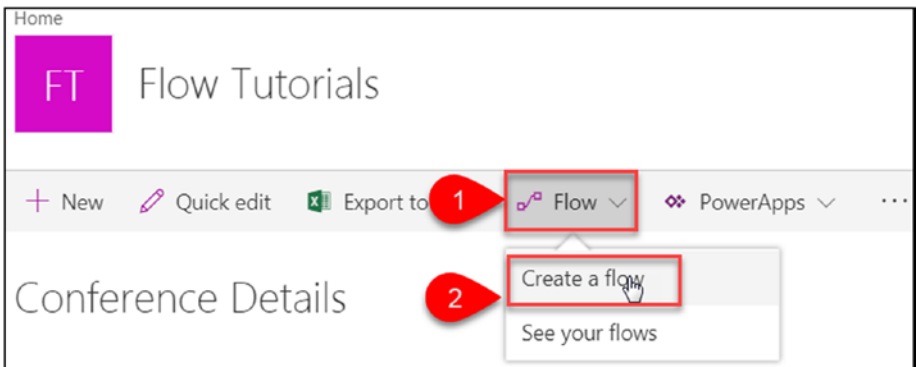 Home
FT Flow Tutorials
New Quick edit Export to 1 Flow PowerApps ...
Create a flow
Conference Details 2
See your flows